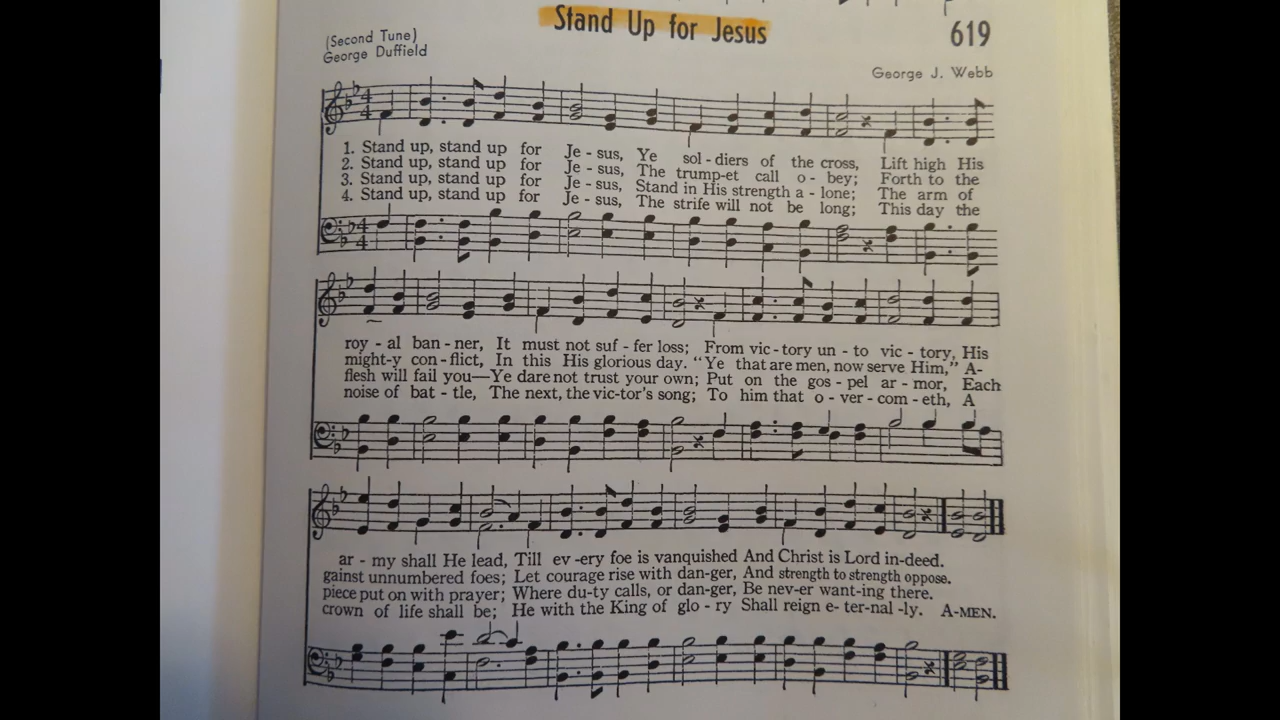 Stand Up for Jesus
619
(Second Tune)
George Duffield
George J. Webb
1. Stand up, stand up for Je - sus, Ye sol - diers of the cross, Lift high His
2. Stand up, stand up for Je - sus, The trump-et call o - bey; Forth to the
3. Stand up, stand up for Je - sus, Stand in His strength a - lone; The arm of
4. Stand up, stand up for Je - sus, The strife will not be long; This day the
roy - al ban - ner, It must not suf - fer loss; From vic - tory un - to vic - tory, His
might-y con - flict, In this His glorious day. "Ye that are men, now serve Him," A-
flesh will fail you—Ye dare not trust your own; Put on the gos - pel ar - mor, Each
noise of bat - tle, The next, the vic-tor's song; To him that o - ver - com - eth, A
ar - my shall He lead, Till ev -ery foe is vanquished And Christ is Lord in-deed.
gainst unnumbered foes; Let courage rise with dan-ger, And strength to strength oppose.
piece put on with prayer; Where du-ty calls, or dan-ger, Be nev-er want-ing there.
crown of life shall be; He with the King of glo - ry Shall reign e- ter-nal -ly. A-MEN.